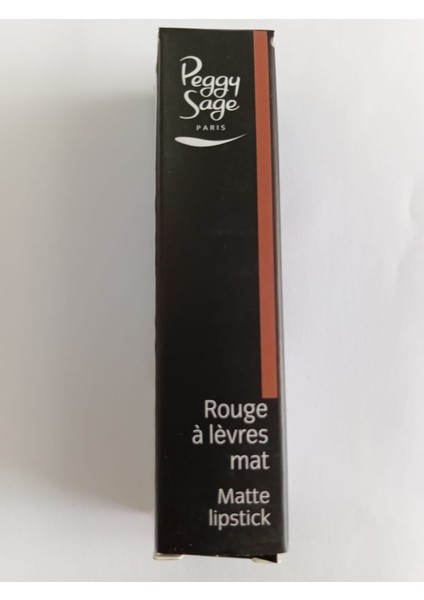 Peggy
Sage
PARIS
Rouge
à lèvres
mat
Matte
lipstick